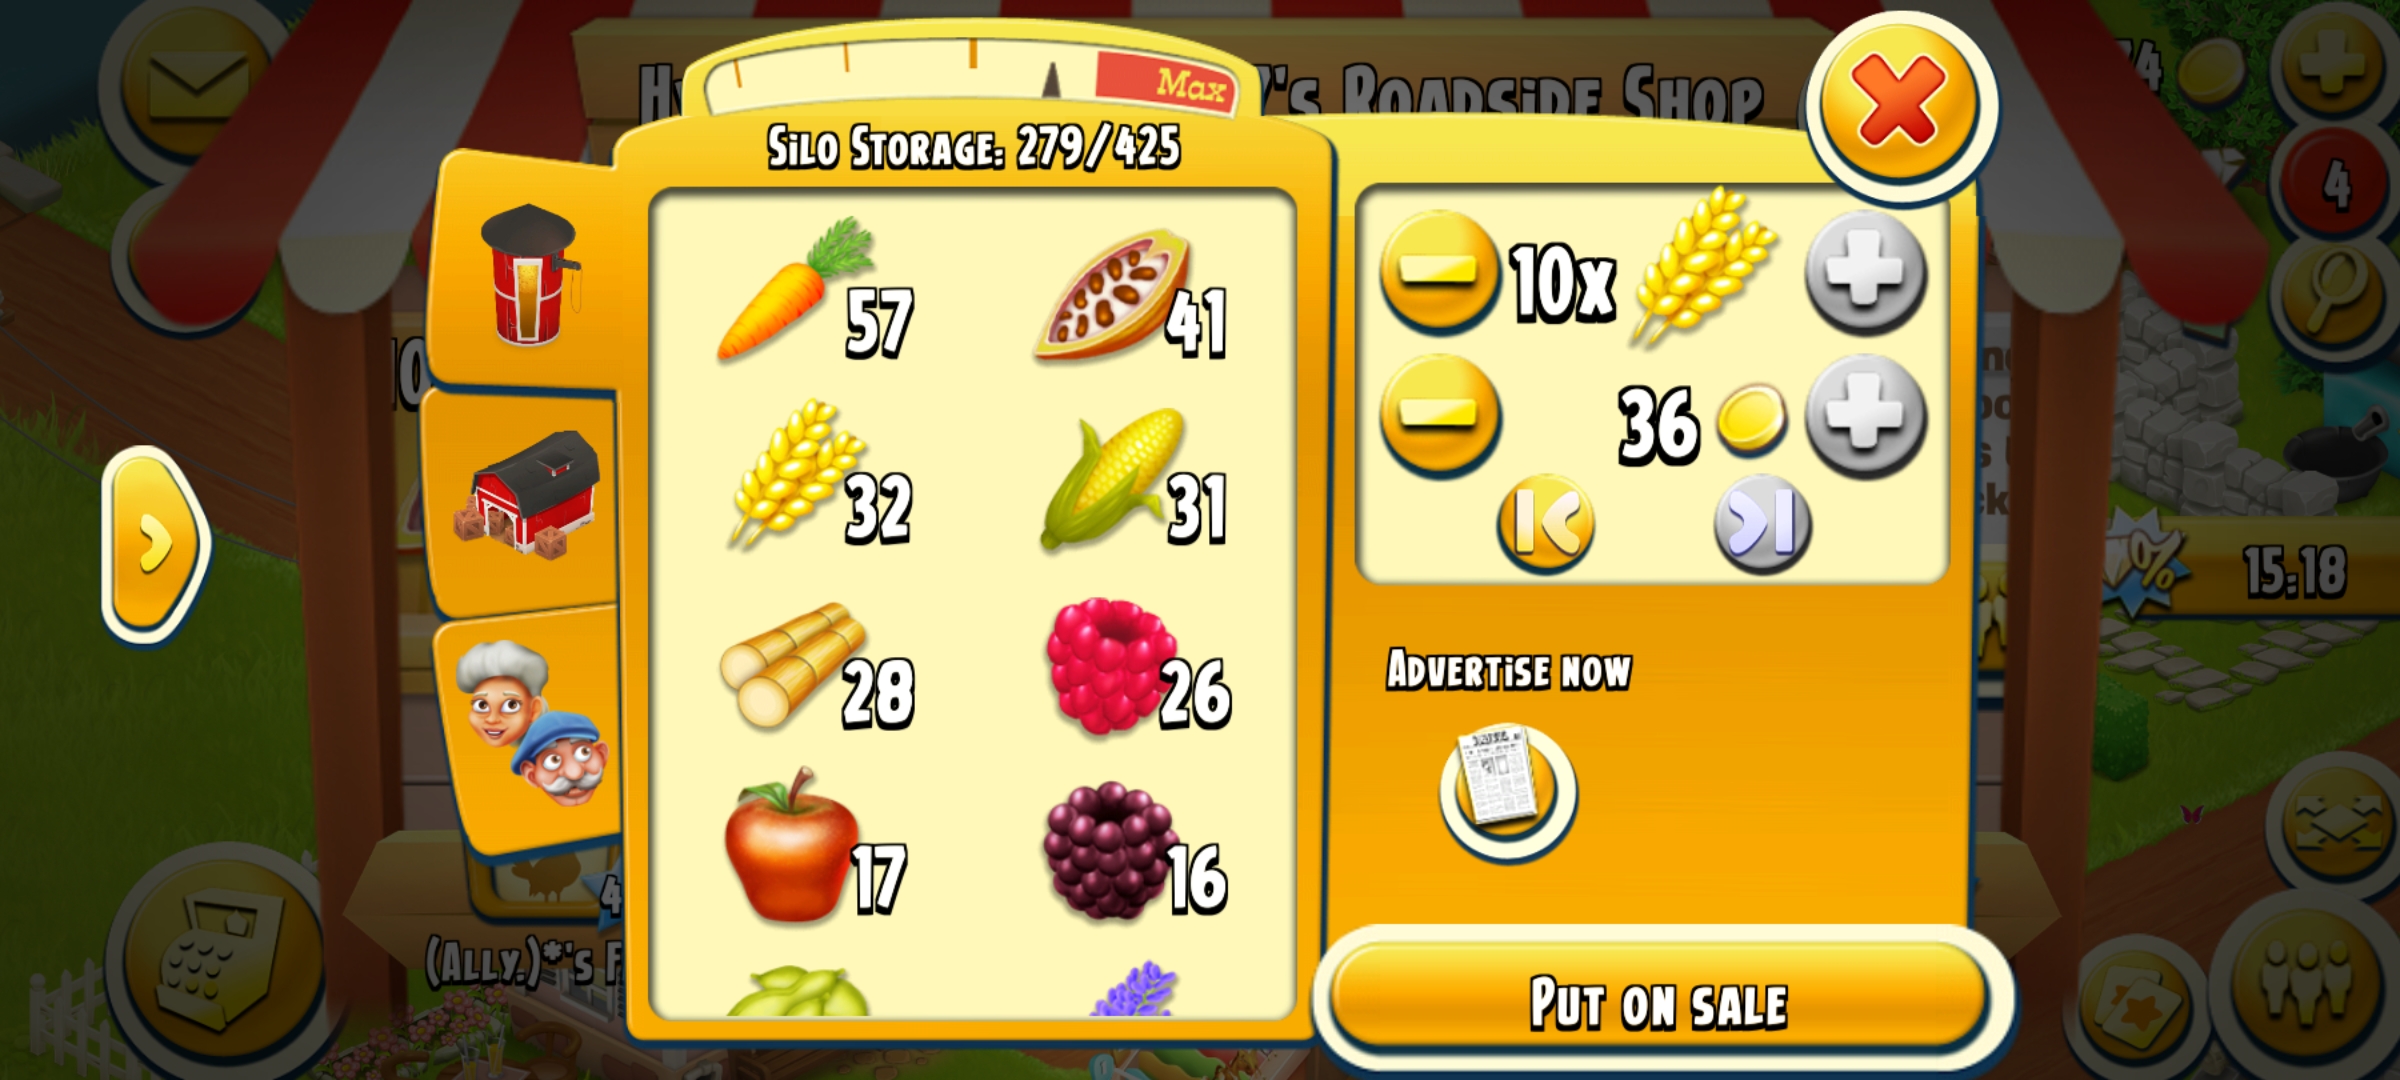 's Roadside Shop
Max
Silo Storage: 279/425
57
41
32
31
28
26
17
16
10x
36
Advertise now
Put on sale
4
15:18
(Ally.)*'s